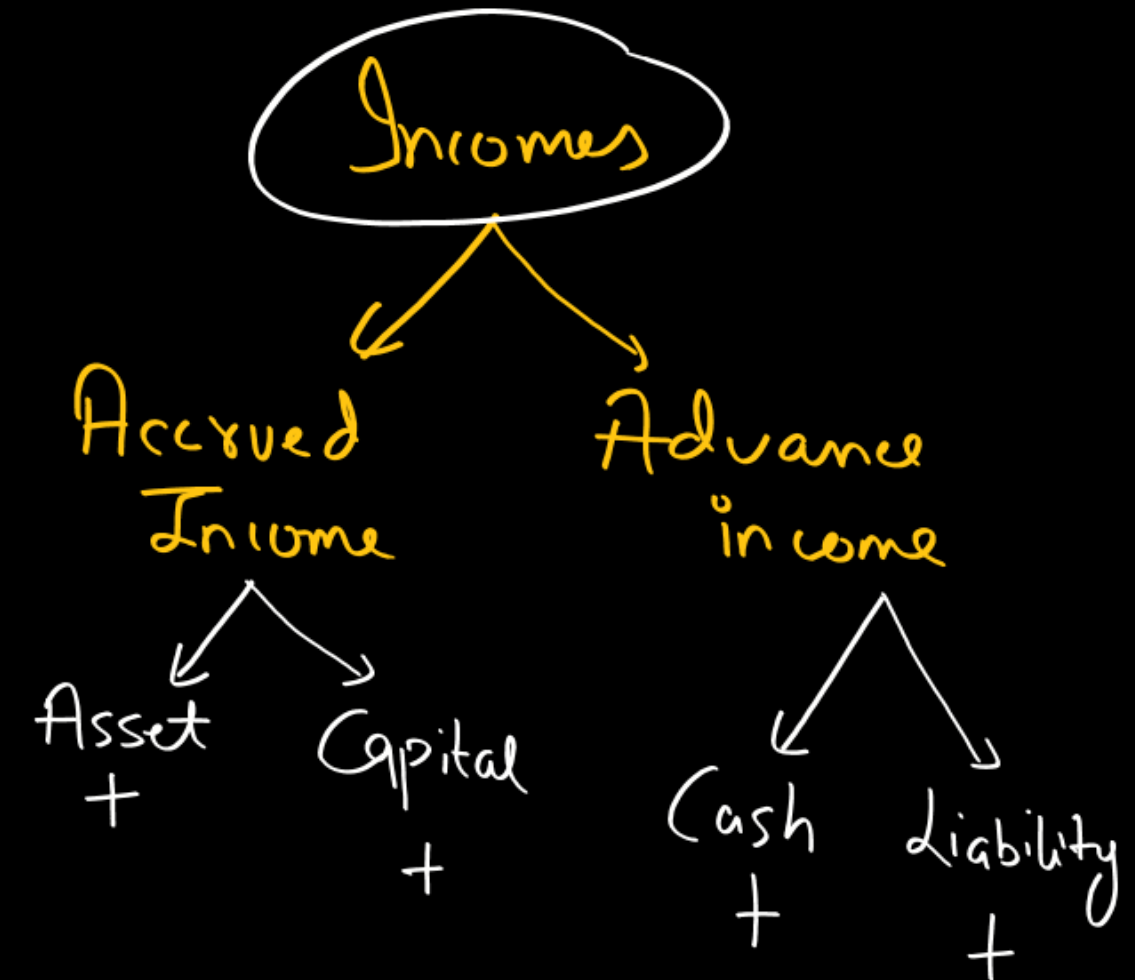 Incomes
Accrued
Income
Advance
income
Asset
+
Capital
+
Cash
+
Liability
+